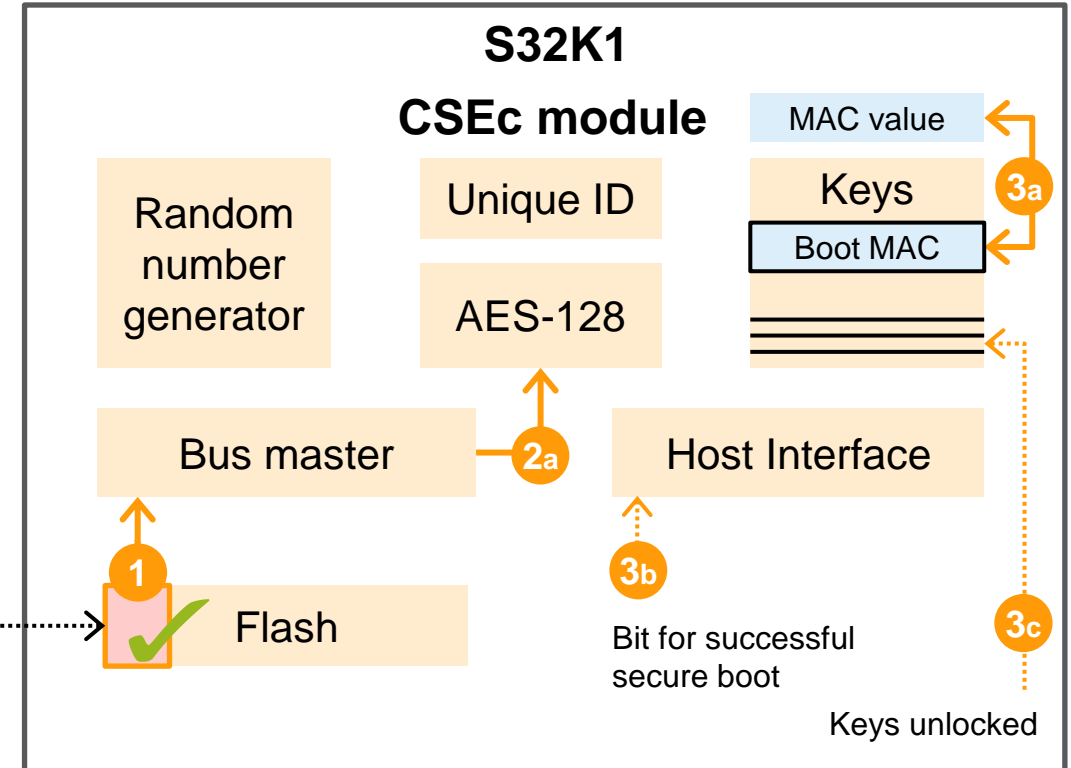 S32K1
CSEc module
MAC value
Random
number
generator
Unique ID
Keys
3a
Boot MAC
AES-128
Bus master
2a
Host Interface
1
3b
Flash
Bit for successful
secure boot
3c
Keys unlocked